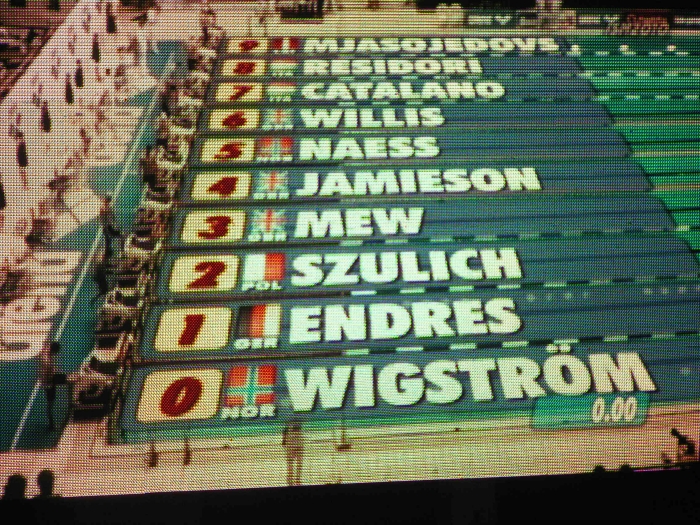 9 MJASOJEDOVS
8 RESIDORI
7 CATALANO
6 WILLIS
5 NAESS
4 JAMIESON
3 MEW
2 POL SZULICH
1 GER ENDRES
0 NOR WIGSTRÖM
0.00